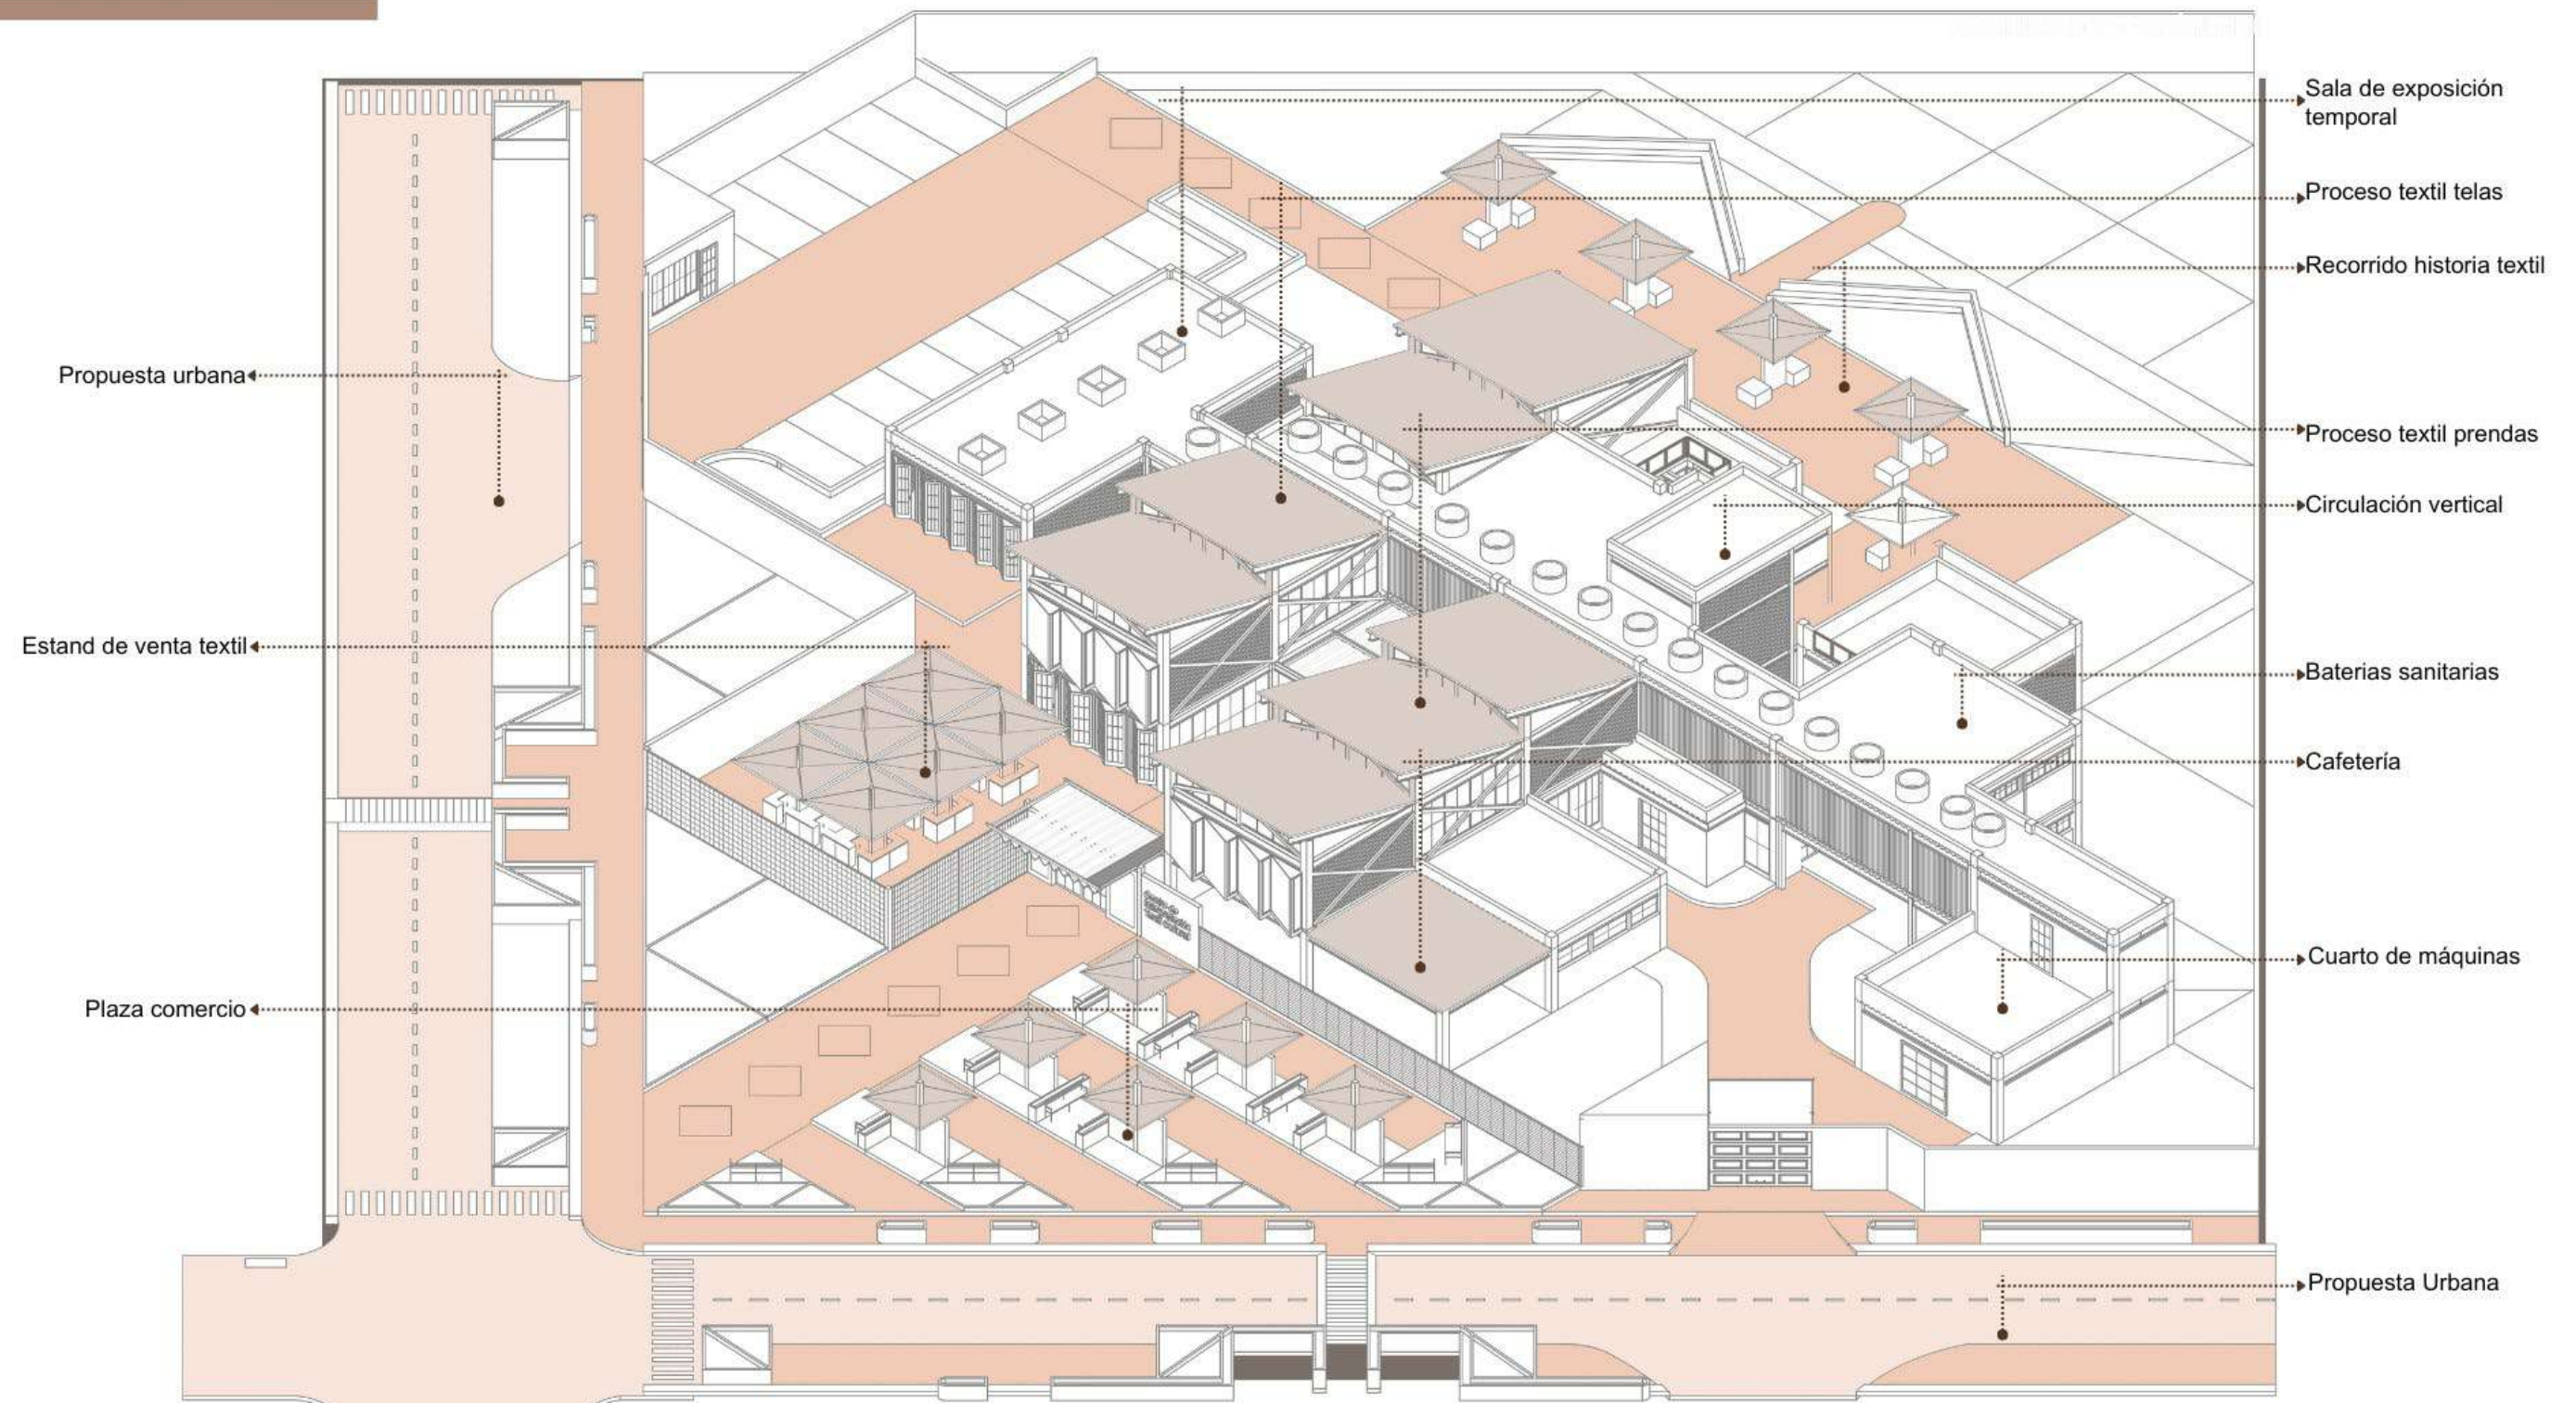 Sala de exposición
temporal
Proceso textil telas
Recorrido historia textil
Propuesta urbana
Proceso textil prendas
Circulación vertical
Estand de venta textil
Baterias sanitarias
Cafetería
Cuarto de máquinas
Plaza comercio
Propuesta Urbana